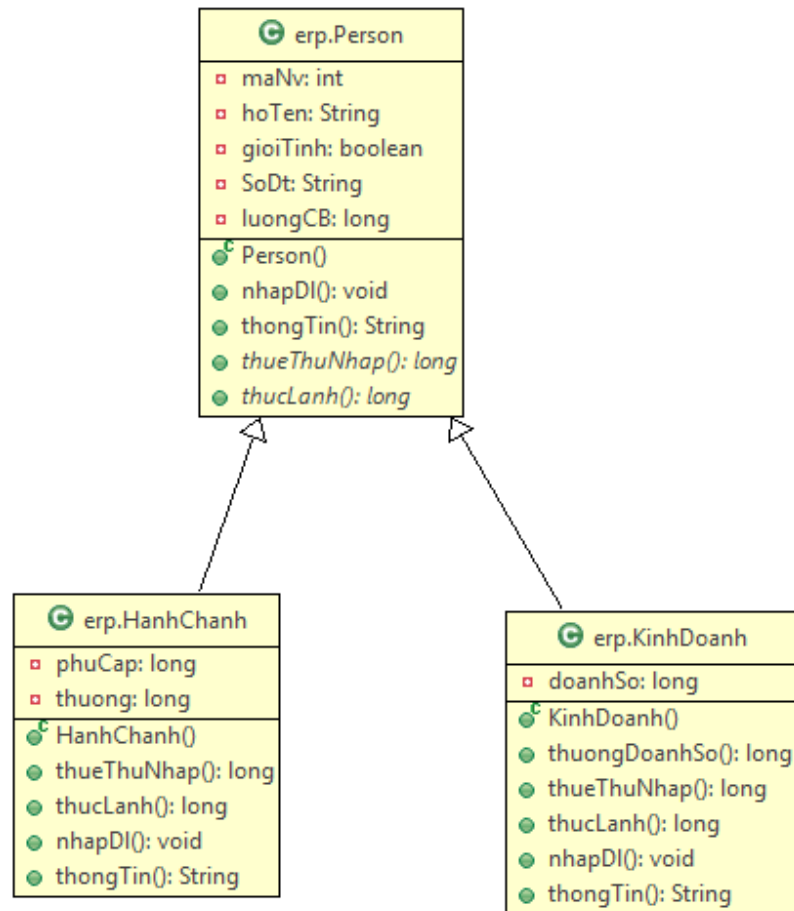 erp.Person
maNv: int
hoTen: String
gioiTinh: boolean
SoDt: String
luongCB: long
Person()
nhapDl(): void
thongTin(): String
thueThuNhap(): long
thucLanh(): long
erp.HanhChanh
phuCap: long
thuong: long
HanhChanh()
thueThuNhap(): long
thucLanh(): long
nhapDl(): void
thongTin(): String
erp.KinhDoanh
doanhSo: long
KinhDoanh()
thuongDoanhSo(): long
thueThuNhap(): long
thucLanh(): long
nhapDl(): void
thongTin(): String